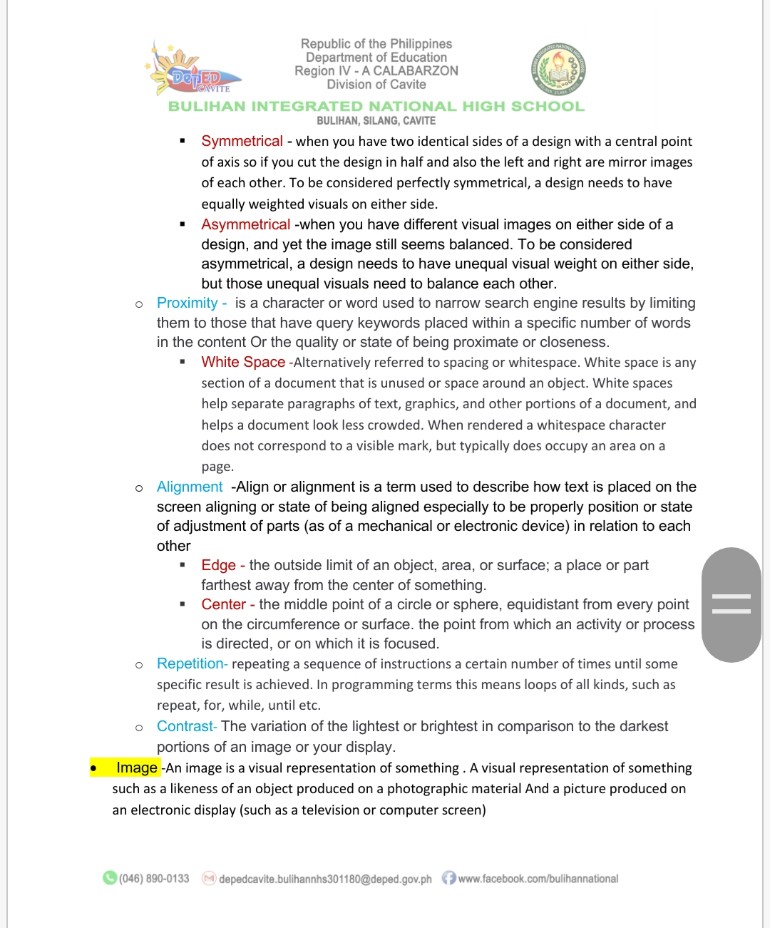 Republic of the Philippines
Department of Education
Region IV - A CALABARZON
Division of Cavite
DepED
CAVITE
BULIHAN INTEGRATED NATIONAL HIGH SCHOOL
BULIHAN, SILANG, CAVITE
▪ Symmetrical - when you have two identical sides of a design with a central point
of axis so if you cut the design in half and also the left and right are mirror images
of each other. To be considered perfectly symmetrical, a design needs to have
equally weighted visuals on either side.
▪ Asymmetrical -when you have different visual images on either side of a
design, and yet the image still seems balanced. To be considered
asymmetrical, a design needs to have unequal visual weight on either side,
but those unequal visuals need to balance each other.
o Proximity - is a character or word used to narrow search engine results by limiting
them to those that have query keywords placed within a specific number of words
in the content Or the quality or state of being proximate or closeness.
▪ White Space -Alternatively referred to spacing or whitespace. White space is any
section of a document that is unused or space around an object. White spaces
help separate paragraphs of text, graphics, and other portions of a document, and
helps a document look less crowded. When rendered a whitespace character
does not correspond to a visible mark, but typically does occupy an area on a
page.
o Alignment -Align or alignment is a term used to describe how text is placed on the
screen aligning or state of being aligned especially to be properly position or state
of adjustment of parts (as of a mechanical or electronic device) in relation to each
other
▪ Edge - the outside limit of an object, area, or surface; a place or part
farthest away from the center of something.
▪ Center - the middle point of a circle or sphere, equidistant from every point
on the circumference or surface. the point from which an activity or process
is directed, or on which it is focused.
o Repetition- repeating a sequence of instructions a certain number of times until some
specific result is achieved. In programming terms this means loops of all kinds, such as
repeat, for, while, until etc.
o Contrast- The variation of the lightest or brightest in comparison to the darkest
portions of an image or your display.
• Image -An image is a visual representation of something . A visual representation of something
such as a likeness of an object produced on a photographic material And a picture produced on
an electronic display (such as a television or computer screen)
(046) 890-0133 depedcavite.bulihannhs301180@deped.gov.ph www.facebook.com/bulihannational